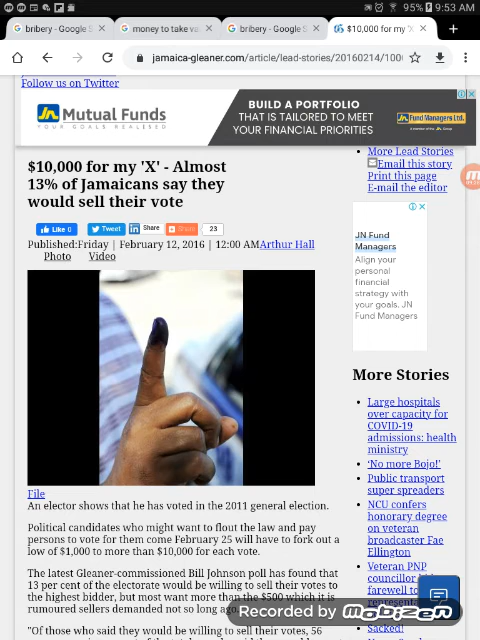 95% 9:53 AM
bribery - Google S
money to take va
bribery - Google S
$10,000 for my 'X
jamaica-gleaner.com/article/lead-stories/20160214/100
Follow us on Twitter
Mutual Funds
YOUR GOALS REALISED
BUILD A PORTFOLIO
THAT IS TAILORED TO MEET
YOUR FINANCIAL PRIORITIES
JN Fund Managers Ltd.
$10,000 for my 'X' - Almost
13% of Jamaicans say they
would sell their vote
Like 0
Tweet
Share
Share
23
Published:Friday | February 12, 2016 | 12:00 AMArthur Hall
Photo Video
File
An elector shows that he has voted in the 2011 general election.
Political candidates who might want to flout the law and pay
persons to vote for them come February 25 will have to fork out a
low of $1,000 to more than $10,000 for each vote.
The latest Gleaner-commissioned Bill Johnson poll has found that
13 per cent of the electorate would be willing to sell their votes to
the highest bidder, but most want more than the $500 which it is
rumoured sellers demanded not so long ago.
"Of those who said they would be willing to sell their votes, 56
More Lead Stories
Email this story
Print this page
E-mail the editor
JN Fund
Managers
Align your
personal
financial
strategy with
your goals. JN
Fund Managers
More Stories
Large hospitals
over capacity for
COVID-19
admissions: health
ministry
'No more Bojo!'
Public transport
super spreaders
NCU confers
honorary degree
on veteran
broadcaster Fae
Ellington
Veteran PNP
councillor
farewell to
Sacked!
Recorded by Mobizen